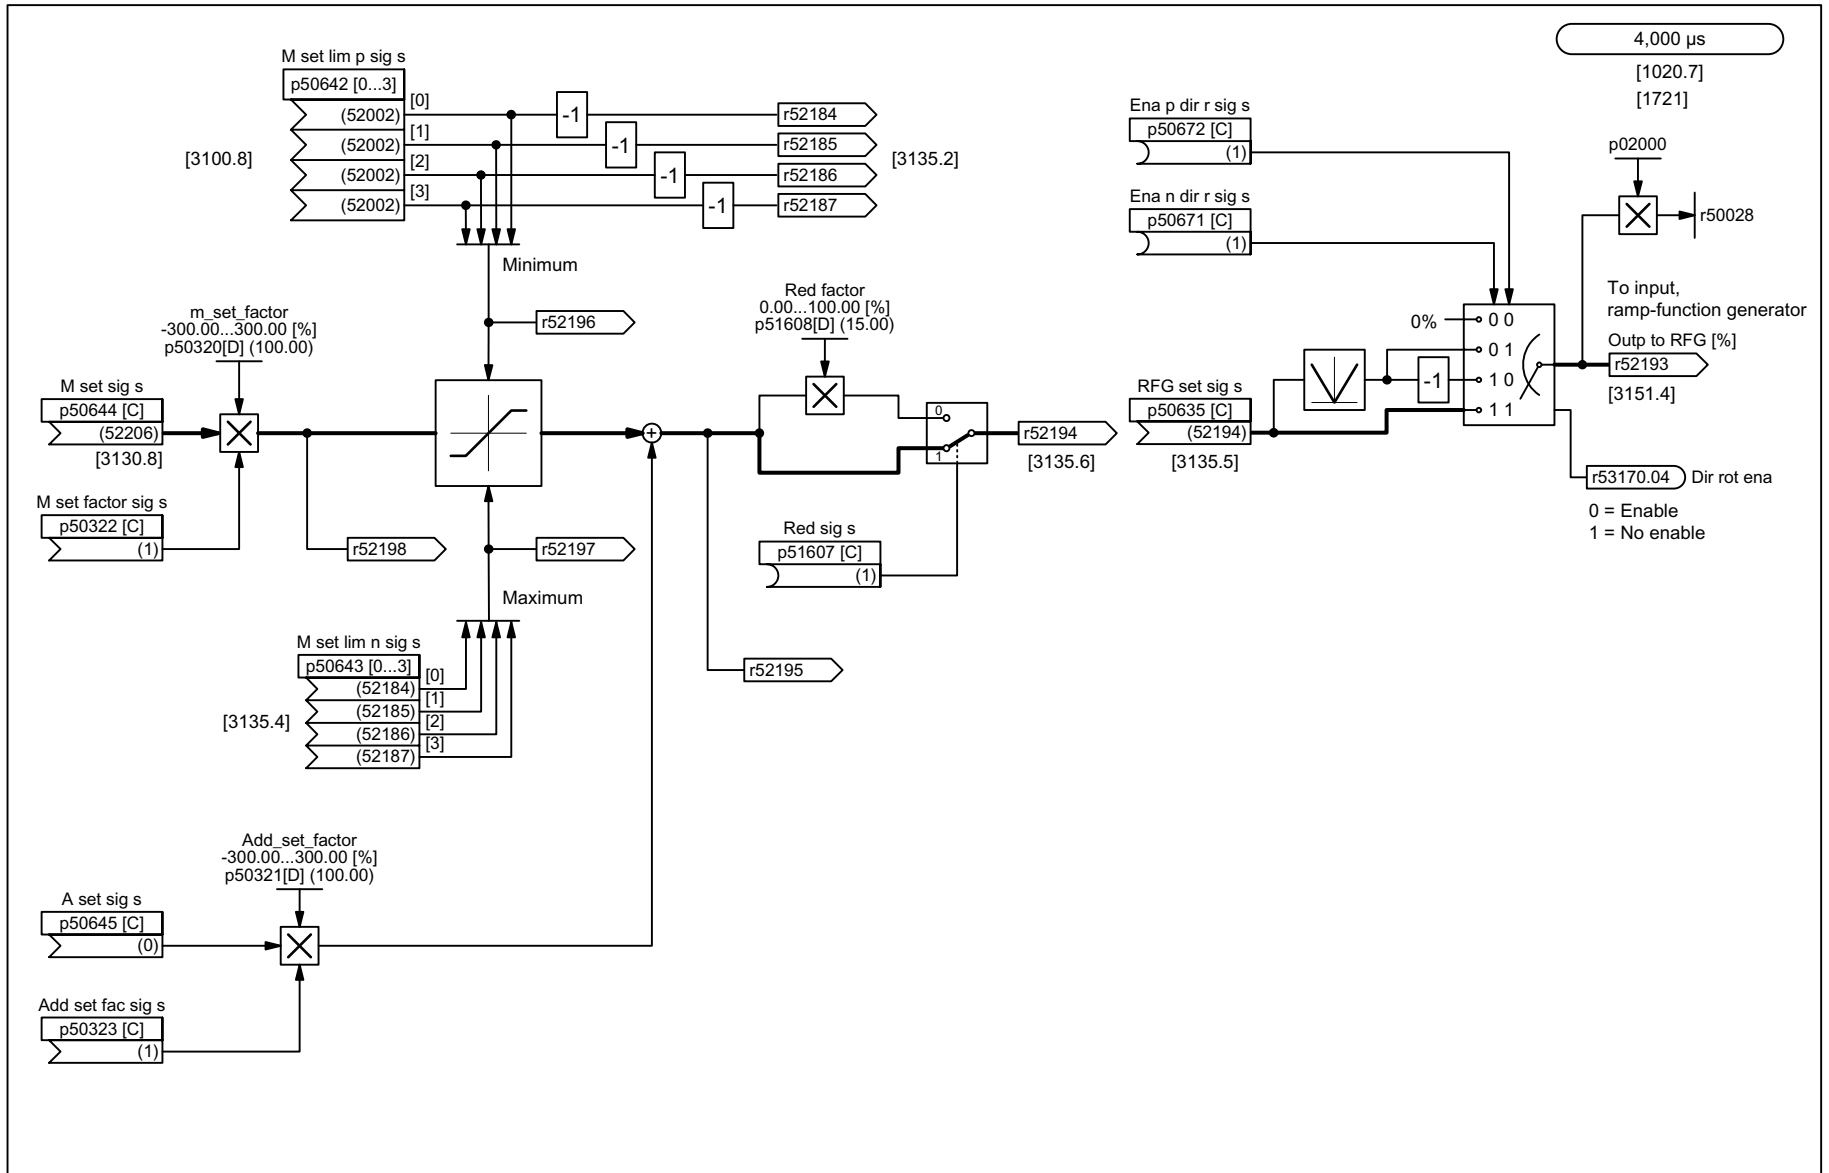 4,000 µs
[1020.7]
[1721]
M set lim p sig s
p50642 [0...3]
[0]
(52002)
-1
r52184
[1]
(52002)
-1
r52185
[2]
(52002)
-1
r52186
[3]
(52002)
-1
r52187
[3100.8]
[3135.2]
Minimum
r52196
m_set_factor
-300.00...300.00 [%]
p50320[D] (100.00)
M set sig s
p50644 [C]
(52206)
[3130.8]
M set factor sig s
p50322 [C]
(1)
r52198
r52197
Maximum
M set lim n sig s
p50643 [0...3]
[0]
(52184)
[1]
(52185)
[2]
(52186)
[3]
(52187)
[3135.4]
+
r52195
Add_set_factor
-300.00...300.00 [%]
p50321[D] (100.00)
A set sig s
p50645 [C]
(0)
Add set fac sig s
p50323 [C]
(1)
Red factor
0.00...100.00 [%]
p51608[D] (15.00)
0
1
r52194
[3135.6]
Red sig s
p51607 [C]
(1)
Ena p dir r sig s
p50672 [C]
(1)
Ena n dir r sig s
p50671 [C]
(1)
RFG set sig s
p50635 [C]
(52194)
[3135.5]
-1
0%
0 0
0 1
1 0
1 1
p02000
r50028
To input,
ramp-function generator
Outp to RFG [%]
r52193
[3151.4]
r53170.04
Dir rot ena
0 = Enable
1 = No enable